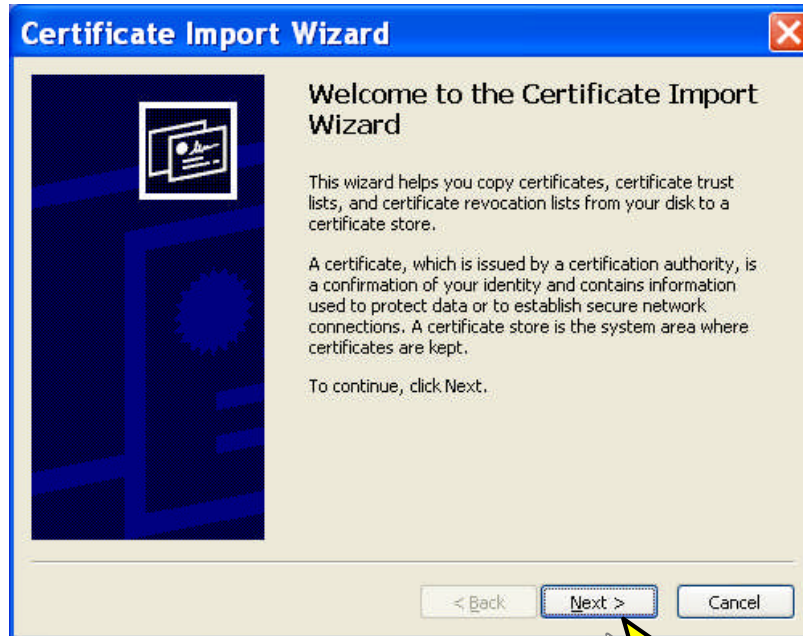 Certificate Import Wizard
Welcome to the Certificate Import
Wizard
This wizard helps you copy certificates, certificate trust
lists, and certificate revocation lists from your disk to a
certificate store.
A certificate, which is issued by a certification authority, is
a confirmation of your identity and contains information
used to protect data or to establish secure network
connections. A certificate store is the system area where
certificates are kept.
To continue, click Next.
< Back Next > Cancel